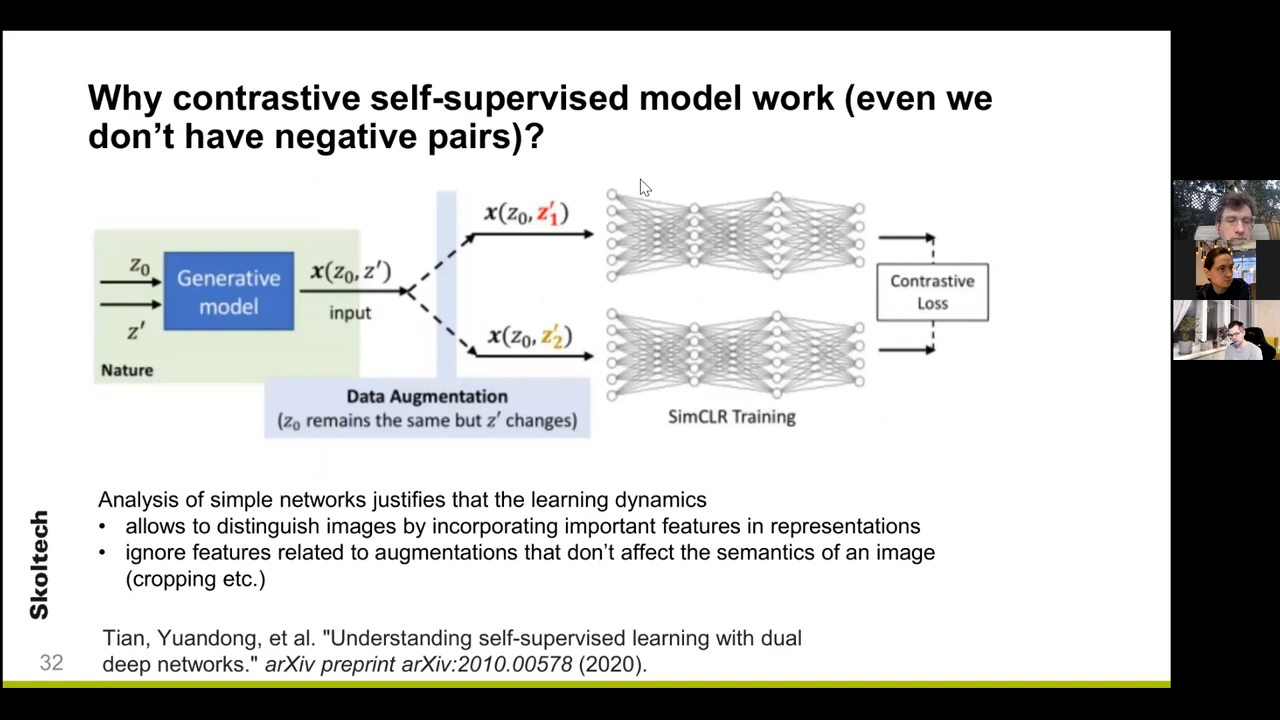 Why contrastive self-supervised model work (even we
don’t have negative pairs)?
z0
z′
Generative
model
Nature
x(z0, z′)
input
x(z0, z′1)
x(z0, z′2)
Data Augmentation
(z0 remains the same but z′ changes)
SimCLR Training
Contrastive
Loss
Analysis of simple networks justifies that the learning dynamics
• allows to distinguish images by incorporating important features in representations
• ignore features related to augmentations that don’t affect the semantics of an image
(cropping etc.)
Tian, Yuandong, et al. "Understanding self-supervised learning with dual
deep networks." arXiv preprint arXiv:2010.00578 (2020).
Skoltech
32